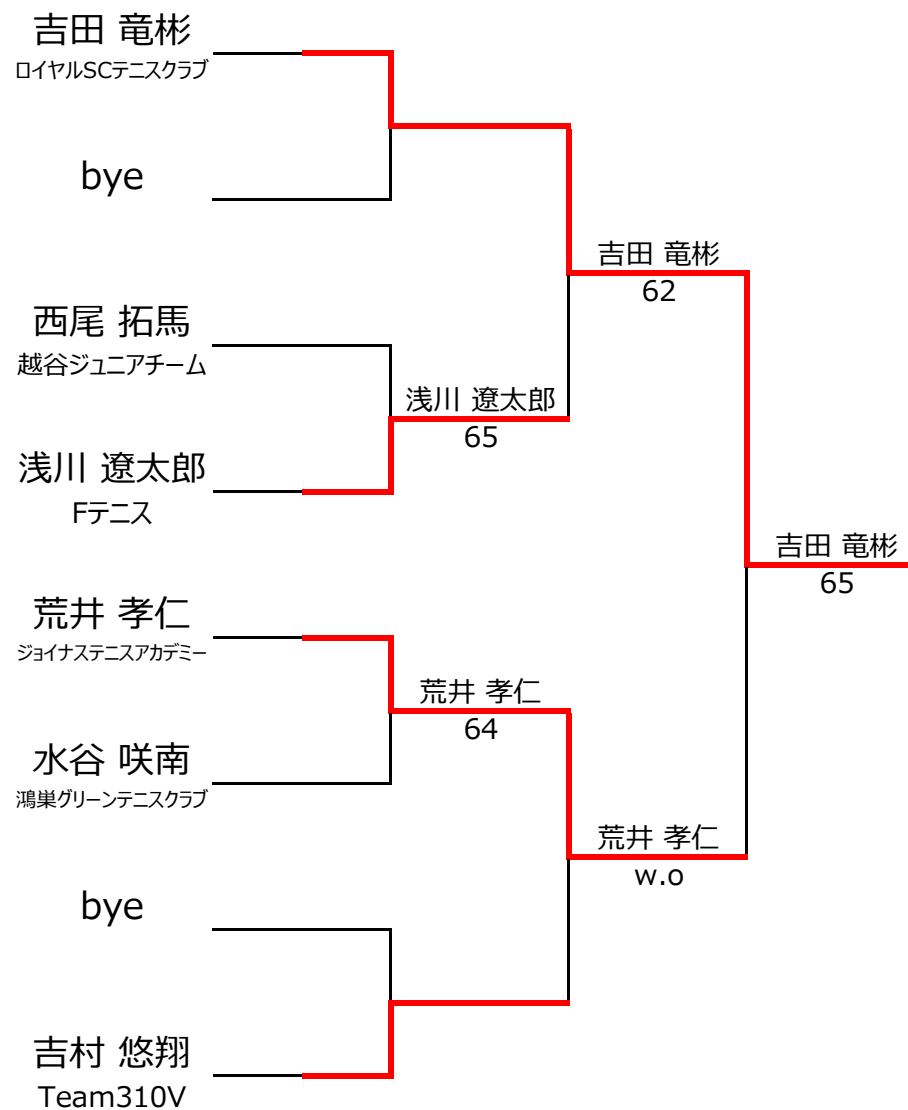 吉田 竜彬
ロイヤルSCテニスクラブ
bye
吉田 竜彬
62
西尾 拓馬
越谷ジュニアチーム
浅川 遼太郎
65
浅川 遼太郎
Fテニス
吉田 竜彬
65
荒井 孝仁
ジョイナステニスアカデミー
荒井 孝仁
64
水谷 咲南
鴻巣グリーンテニスクラブ
荒井 孝仁
w.o
bye
吉村 悠翔
Team310V